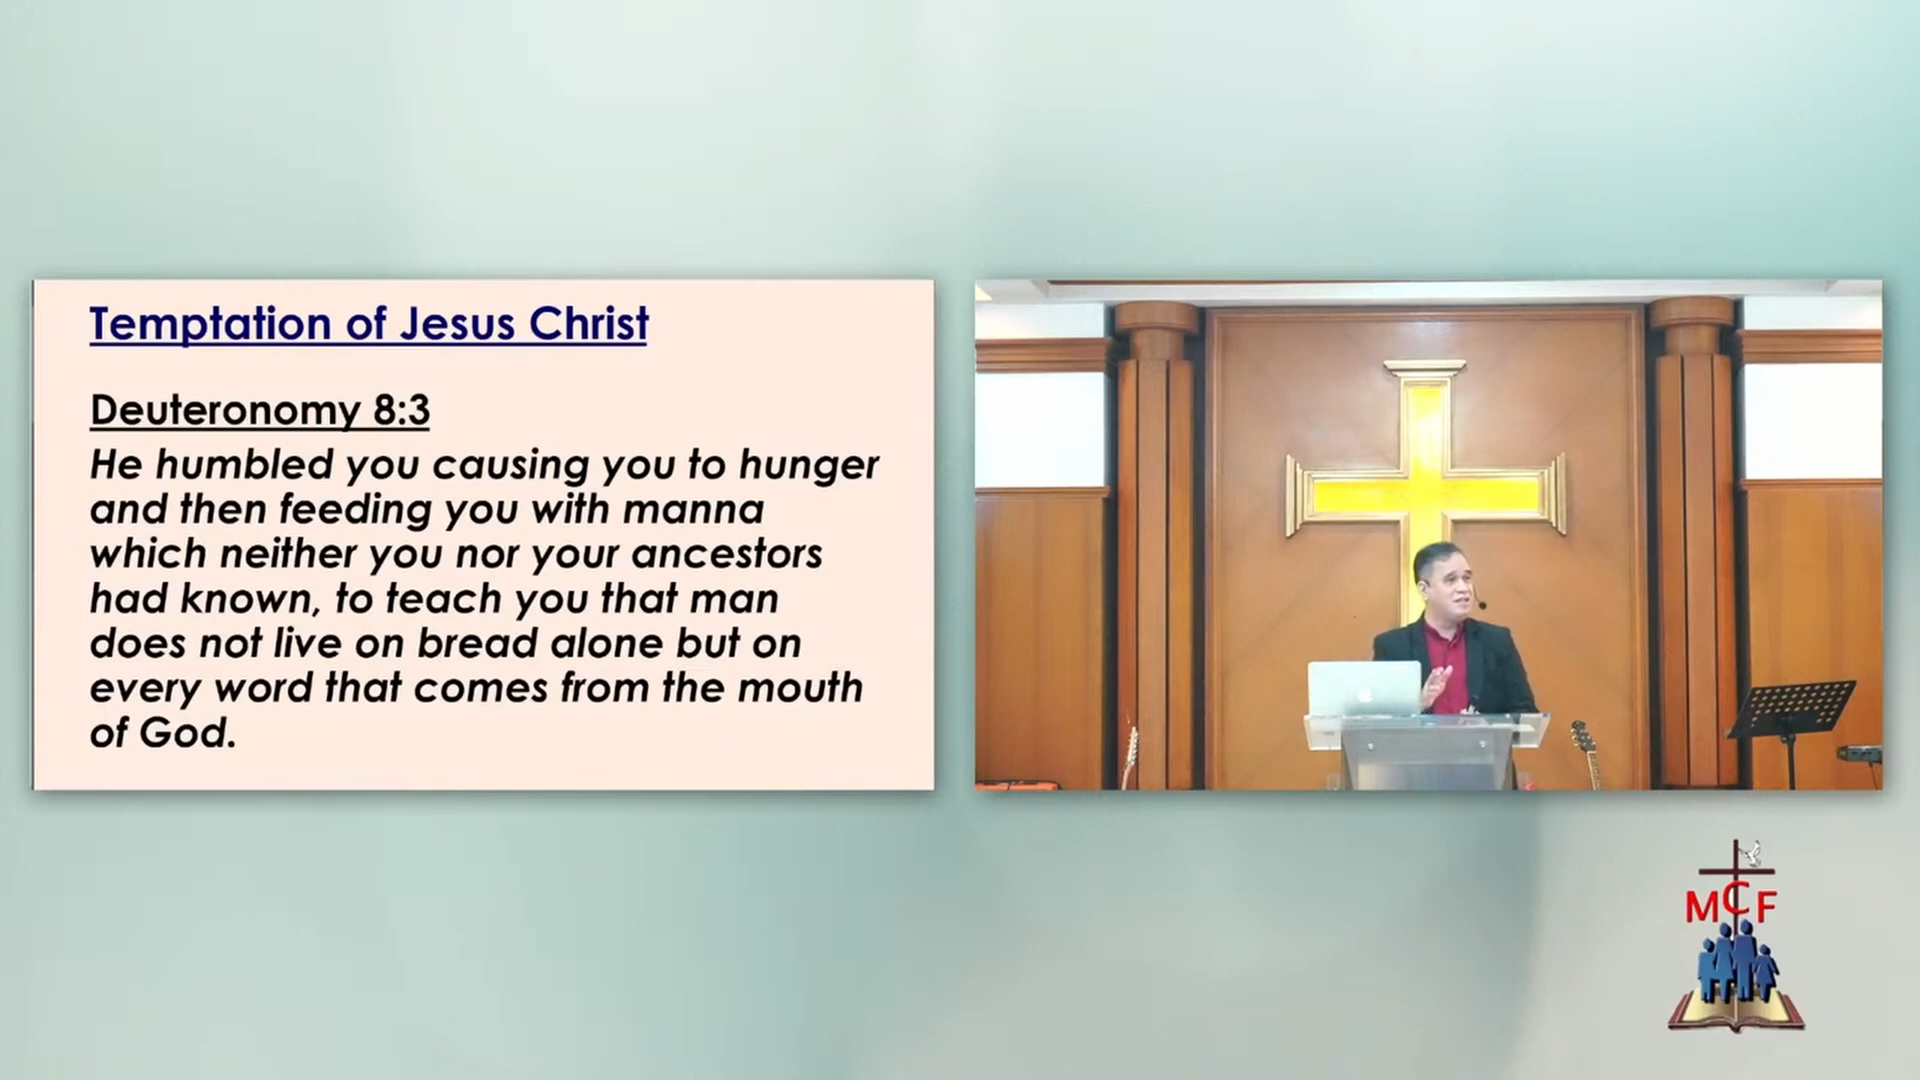 Temptation of Jesus Christ
Deuteronomy 8:3
He humbled you causing you to hunger
and then feeding you with manna
which neither you nor your ancestors
had known, to teach you that man
does not live on bread alone but on
every word that comes from the mouth
of God.
MCF